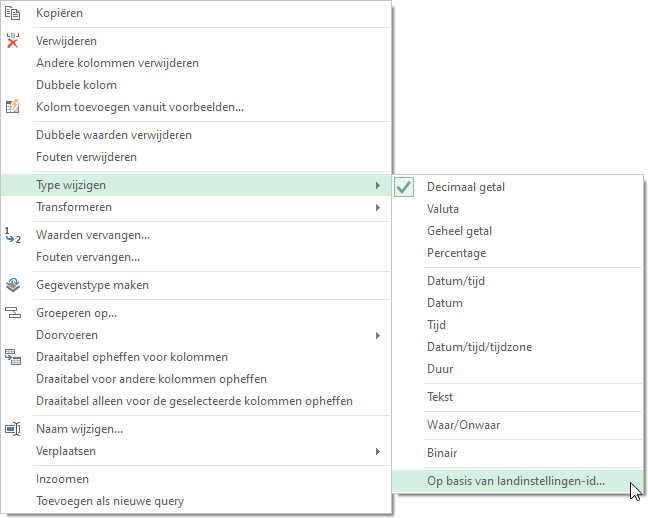 Kopiëren
Verwijderen
Andere kolommen verwijderen
Dubbele kolom
Kolom toevoegen vanuit voorbeelden...
Dubbele waarden verwijderen
Fouten verwijderen
Type wijzigen
Transformeren
1
2
Waarden vervangen...
Fouten vervangen...
Gegevenstype maken
Groeperen op...
Doorvoeren
Draaitabel opheffen voor kolommen
Draaitabel voor andere kolommen opheffen
Draaitabel alleen voor de geselecteerde kolommen opheffen
Naam wijzigen...
Verplaatsen
Inzoomen
Toevoegen als nieuwe query
Decimaal getal
Valuta
Geheel getal
Percentage
Datum/tijd
Datum
Tijd
Datum/tijd/tijdzone
Duur
Tekst
Waar/Onwaar
Binair
Op basis van landinstellingen-id...